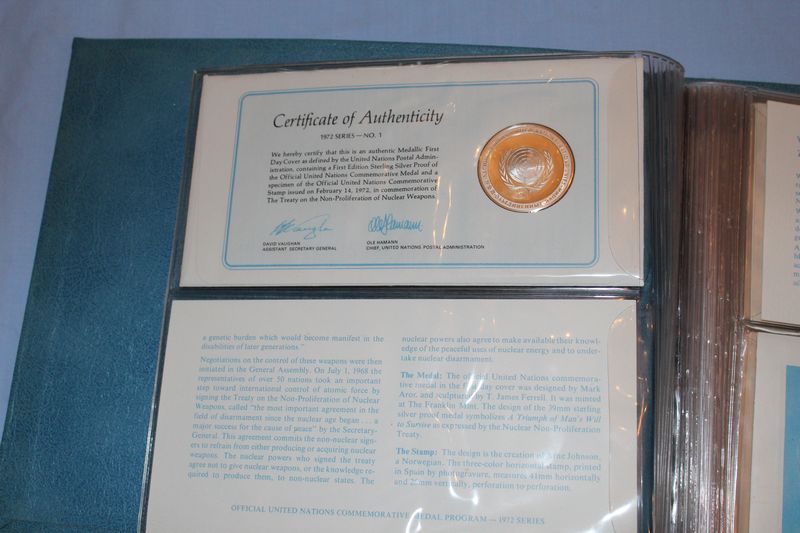 Certificate of Authenticity
1972 SERIES — NO. 1
We hereby certify that this is an authentic Medallic First
Day Cover as defined by the United Nations Postal Admin-
istration, containing a First Edition Sterling Silver Proof of
the Official United Nations Commemorative Medal and a
specimen of the Official United Nations Commemorative
Stamp issued on February 14, 1972, in commemoration of
The Treaty on the Non-Proliferation of Nuclear Weapons.
DAVID VAUGHAN
ASSISTANT SECRETARY GENERAL
OLE HAMANN
CHIEF, UNITED NATIONS POSTAL ADMINISTRATION
a genetic burden which would become manifest in the
disabilities of later generations."
Negotiations on the control of these weapons were then
initiated in the General Assembly. On July 1, 1968 the
representatives of over 50 nations took an important
step toward international control of atomic force by
signing the Treaty on the Non-Proliferation of Nuclear
Weapons, called "the most important agreement in the
field of disarmament since the nuclear age began . . . a
major success for the cause of peace" by the Secretary-
General. This agreement commits the non-nuclear sign-
ers to refrain from either producing or acquiring nuclear
weapons. The nuclear powers who signed the treaty
agree not to give nuclear weapons, or the knowledge re-
quired to produce them, to non-nuclear states. The
nuclear powers also agree to make available their knowl-
edge of the peaceful uses of nuclear energy and to under-
take nuclear disarmament.
The Medal: The official United Nations commemora-
tive medal in the first day cover was designed by Mark
Aror, and sculptured by T. James Ferrell. It was minted
at The Franklin Mint. The design of the 39mm sterling
silver proof medal symbolizes A Triumph of Man's Will
to Survive as expressed by the Nuclear Non-Proliferation
Treaty.
The Stamp: The design is the creation of Arne Johnson,
a Norwegian. The three-color horizontal stamp, printed
in Spain by photogravure, measures 41mm horizontally
and vertically, perforation to perforation.
OFFICIAL UNITED NATIONS COMMEMORATIVE MEDAL PROGRAM — 1972 SERIES